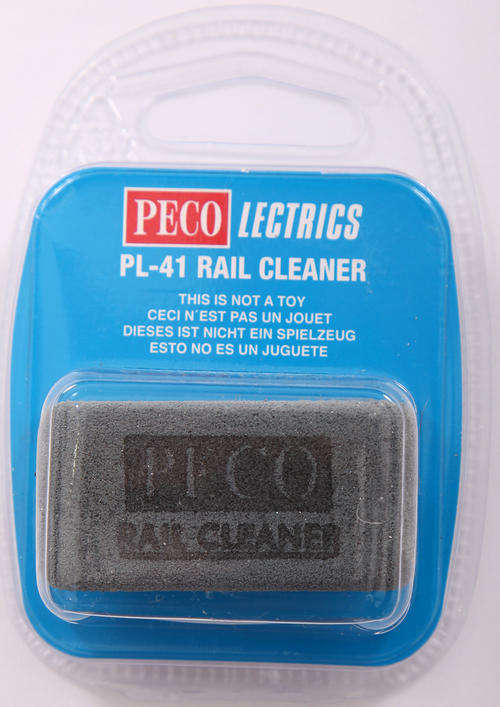 PECO LECTRICS
PL-41 RAIL CLEANER
THIS IS NOT A TOY
CECI N´EST PAS UN JOUET
DIESES IST NICHT EIN SPIELZEUG
ESTO NO ES UN JUGUETE
PECO
RAIL CLEANER